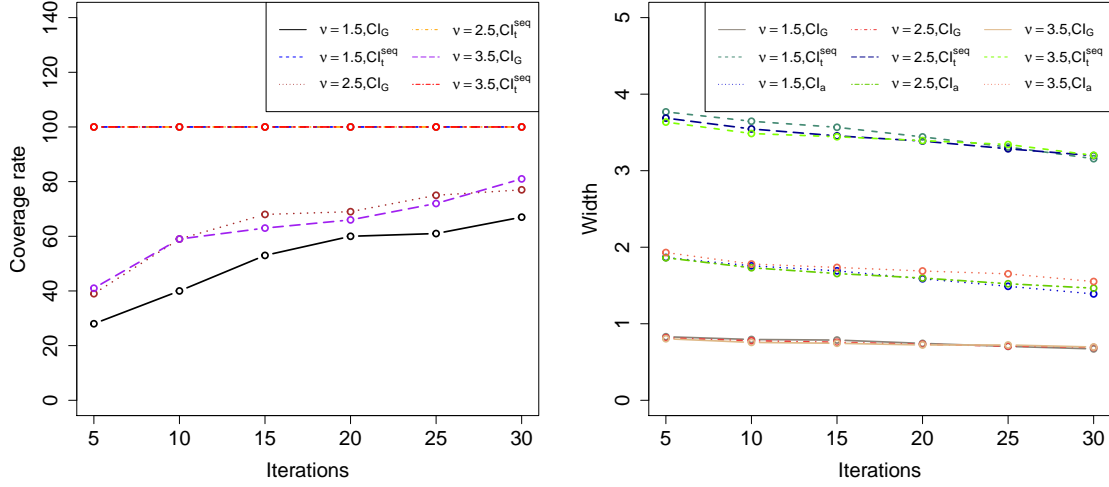 140
120
100
80
60
40
20
0
Coverage rate
5 10 15 20 25 30
Iterations
ν = 1.5, CI_G
ν = 1.5, CI_t^seq
ν = 2.5, CI_G
ν = 2.5, CI_t^seq
ν = 3.5, CI_G
ν = 3.5, CI_t^seq
5
4
3
2
1
0
Width
5 10 15 20 25 30
Iterations
ν = 1.5, CI_G
ν = 1.5, CI_t^seq
ν = 1.5, CI_a
ν = 2.5, CI_G
ν = 2.5, CI_t^seq
ν = 2.5, CI_a
ν = 3.5, CI_G
ν = 3.5, CI_t^seq
ν = 3.5, CI_a